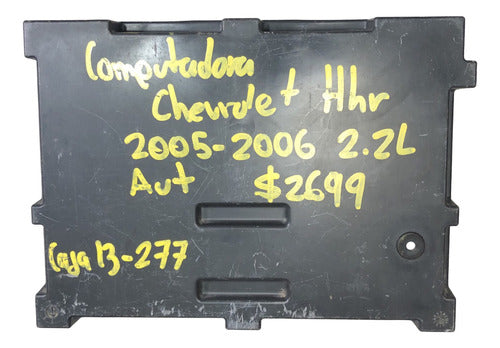 Computadora
Chevrolet Hhr
2005-2006 2.2L
Aut $2699
Caja 13-277